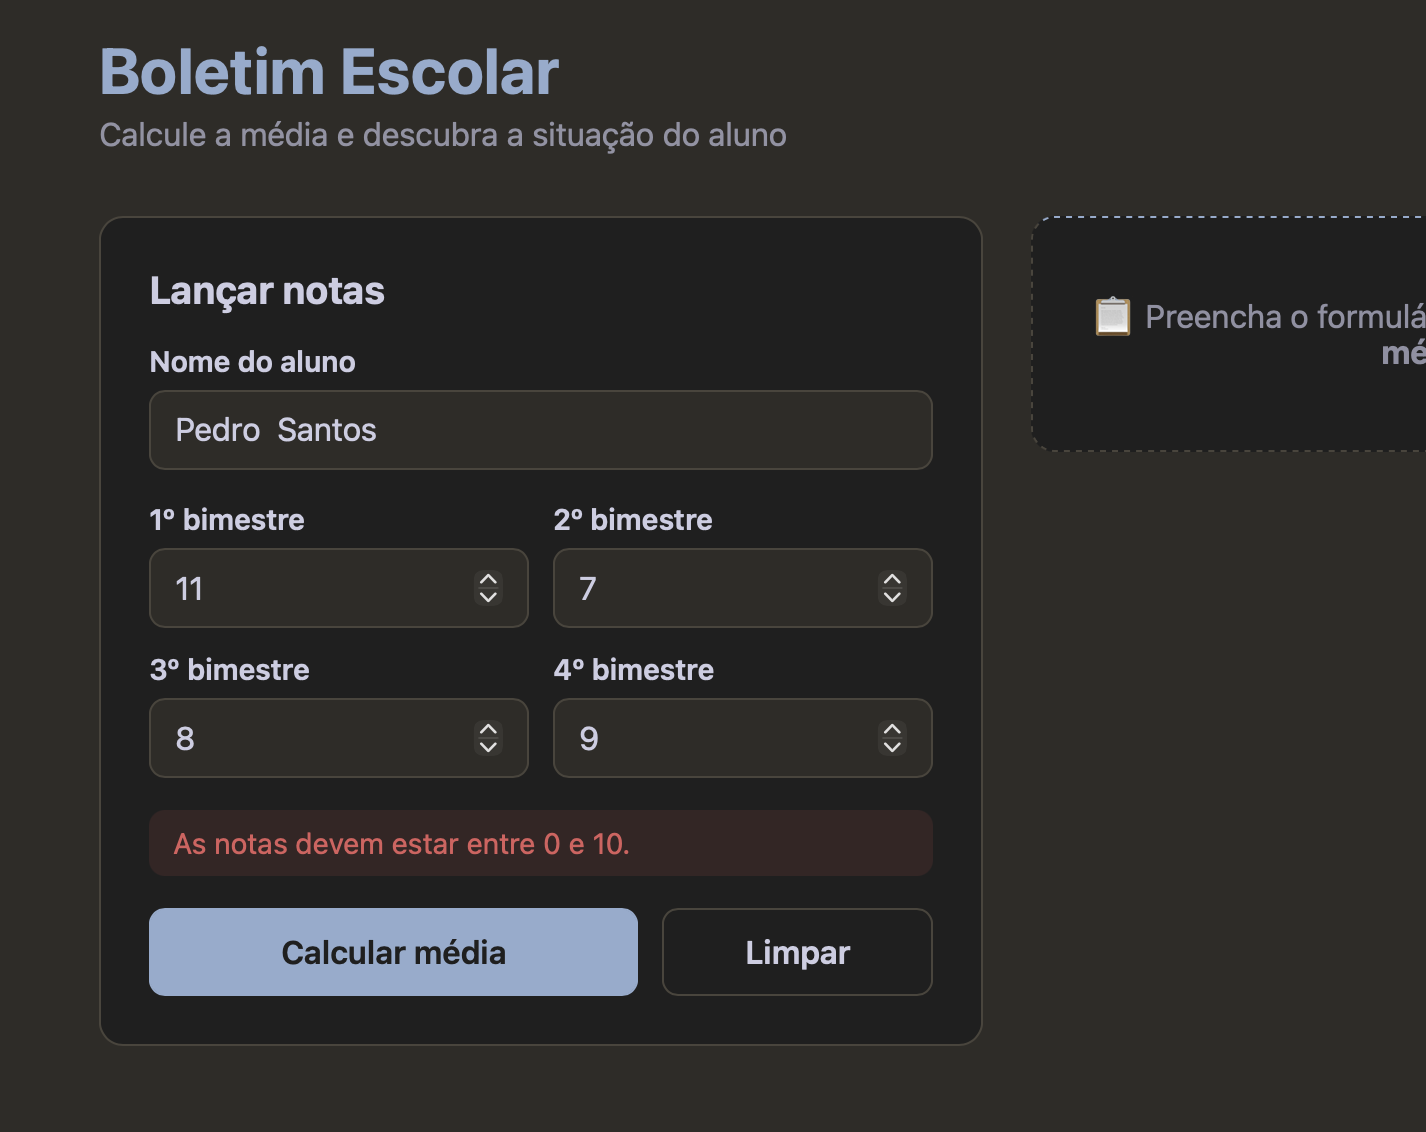 Boletim Escolar
Calcule a média e descubra a situação do aluno
Lançar notas
Nome do aluno
Pedro  Santos
1º bimestre
2º bimestre
11
7
3º bimestre
4º bimestre
8
9
As notas devem estar entre 0 e 10.
Calcular média
Limpar
Preencha o